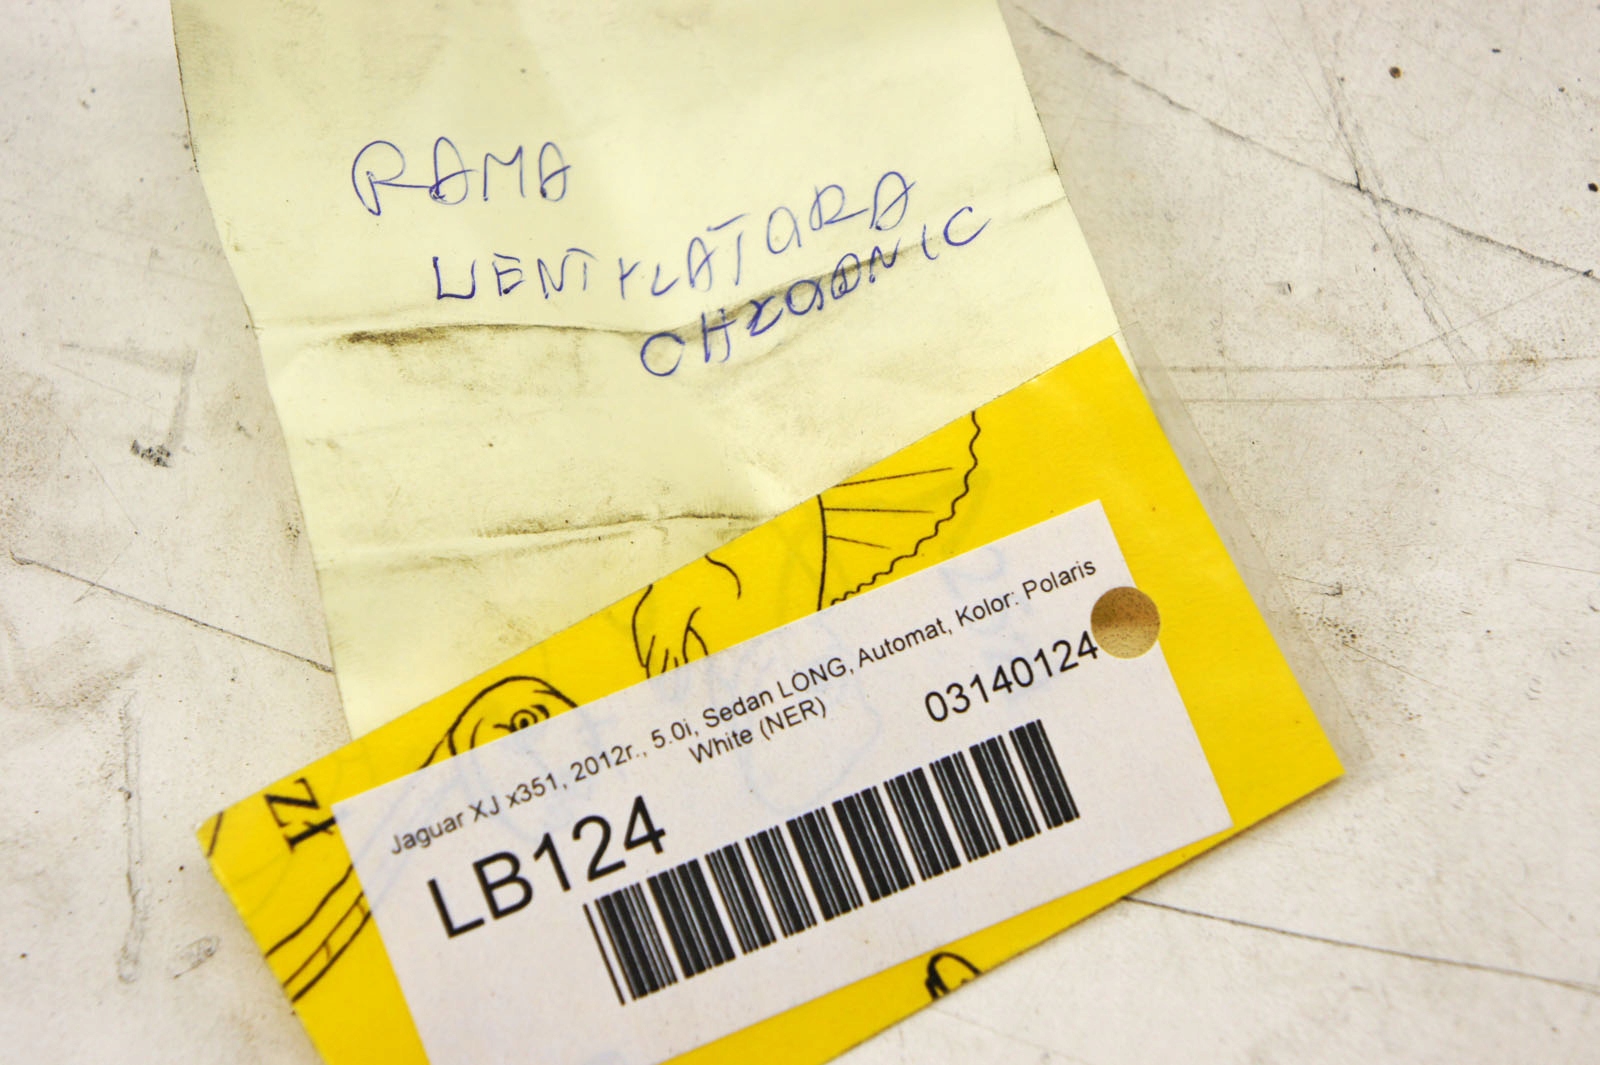 RAMA
WENTYLATORA
CHŁODNIC
Jaguar XJ x351, 2012r., 5.0i, Sedan LONG, Automat, Kolor: Polaris
White (NER)
03140124
LB124